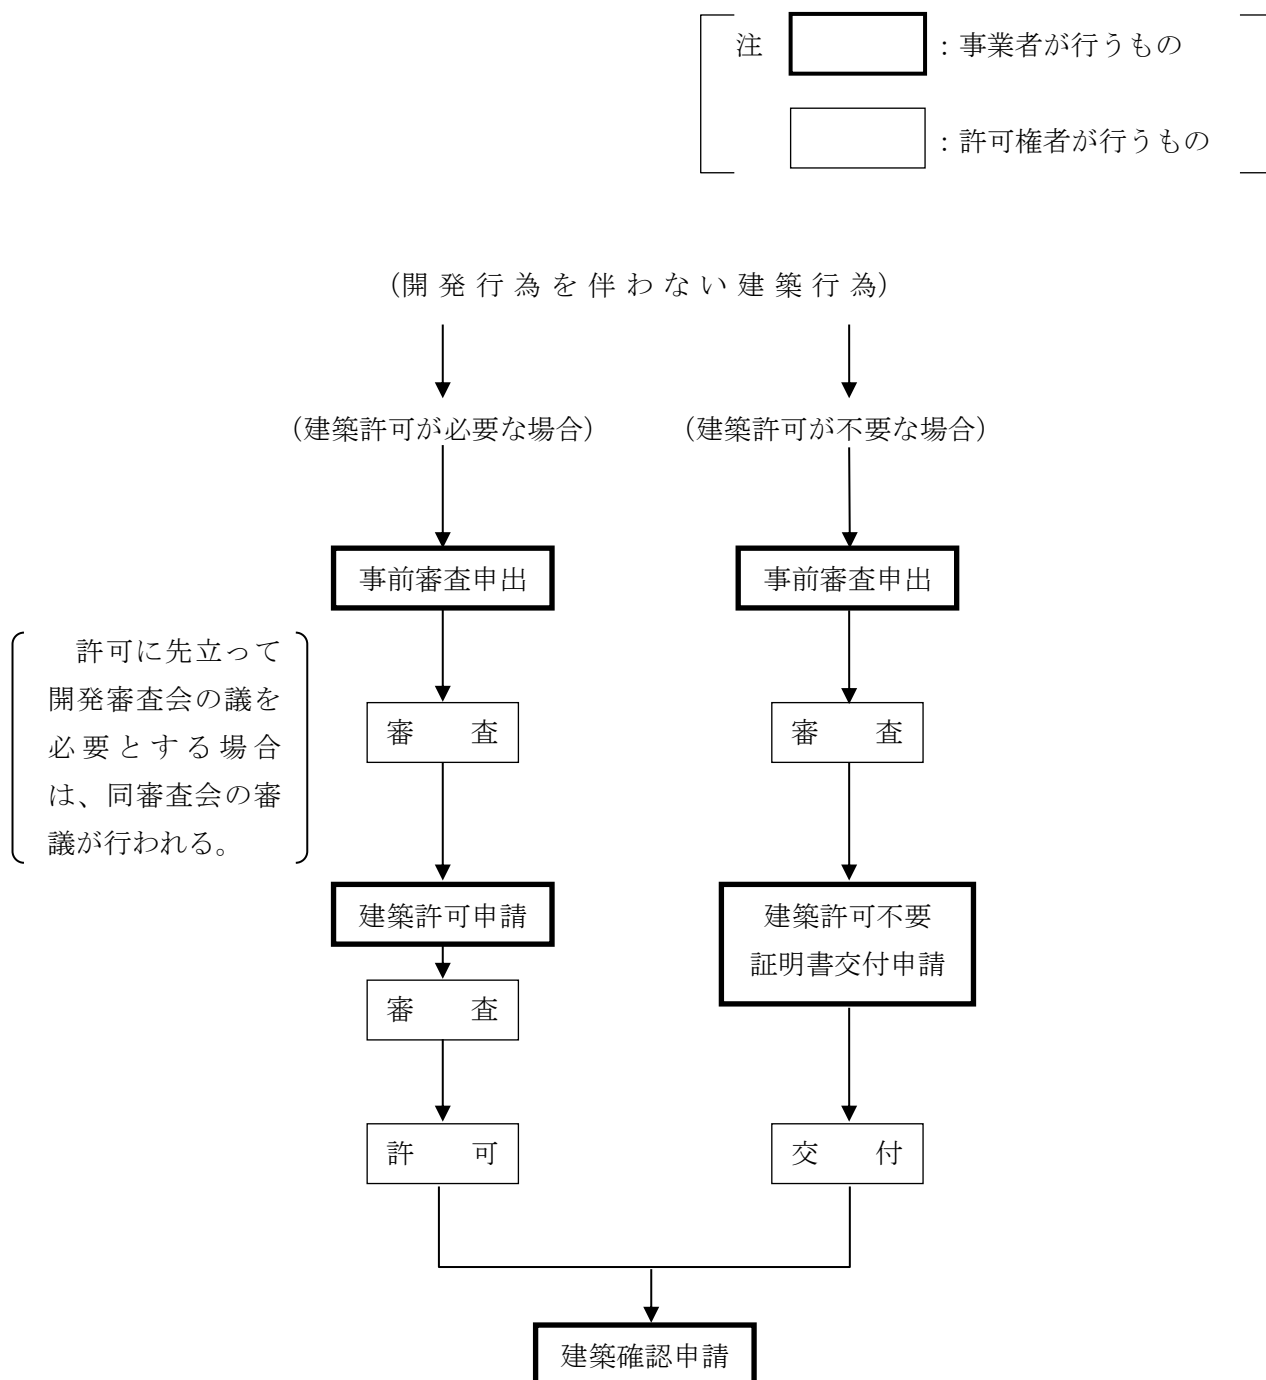 注 ：事業者が行うもの
：許可権者が行うもの
（開発行為を伴わない建築行為）
（建築許可が必要な場合） （建築許可が不要な場合）
事前審査申出 事前審査申出
許可に先立って
開発審査会の議を
必要とする場合
は、同審査会の審
議が行われる。
審 査 審 査
建築許可申請
建築許可不要
証明書交付申請
審 査
許 可 交 付
建築確認申請